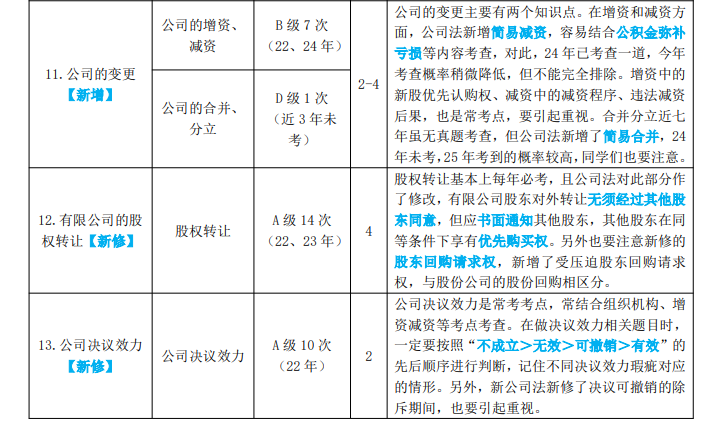 11.公司的变更
【新增】
公司的增资、
减资
B 级 7 次
（22、24 年）
公司的合并、
分立
D 级 1 次
（近 3 年未
考）
2-4
公司的变更主要有两个知识点。在增资和减资方
面，公司法新增简易减资，容易结合公积金弥补
亏损等内容考查，对此，24 年已考查一道，今年
考查概率稍微降低，但不能完全排除。增资中的
新股优先认购权、减资中的减资程序、违法减资
后果，也是常考点，要引起重视。合并分立近七
年虽无真题考查，但公司法新增了简易合并，24
年未考，25 年考到的概率较高，同学们也要注意。
12.有限公司的股
权转让【新修】
股权转让
A 级 14 次
（22、23 年）
4
股权转让基本上每年必考，且公司法对此部分作
了修改，有限公司股东对外转让无须经过其他股
东同意，但应书面通知其他股东，其他股东在同
等条件下享有优先购买权。另外也要注意新修的
股东回购请求权，新增了受压迫股东回购请求
权，与股份公司的股份回购相区分。
13.公司决议效力
【新修】
公司决议效力
A 级 10 次
（22 年）
2
公司决议效力是常考考点，常结合组织机构、增
资减资等考点考查。在做决议效力相关题目时，
一定要按照“不成立＞无效＞可撤销＞有效”的
先后顺序进行判断，记住不同决议效力瑕疵对应
的情形。另外，新公司法新修了决议可撤销的除
斥期间，也要引起重视。